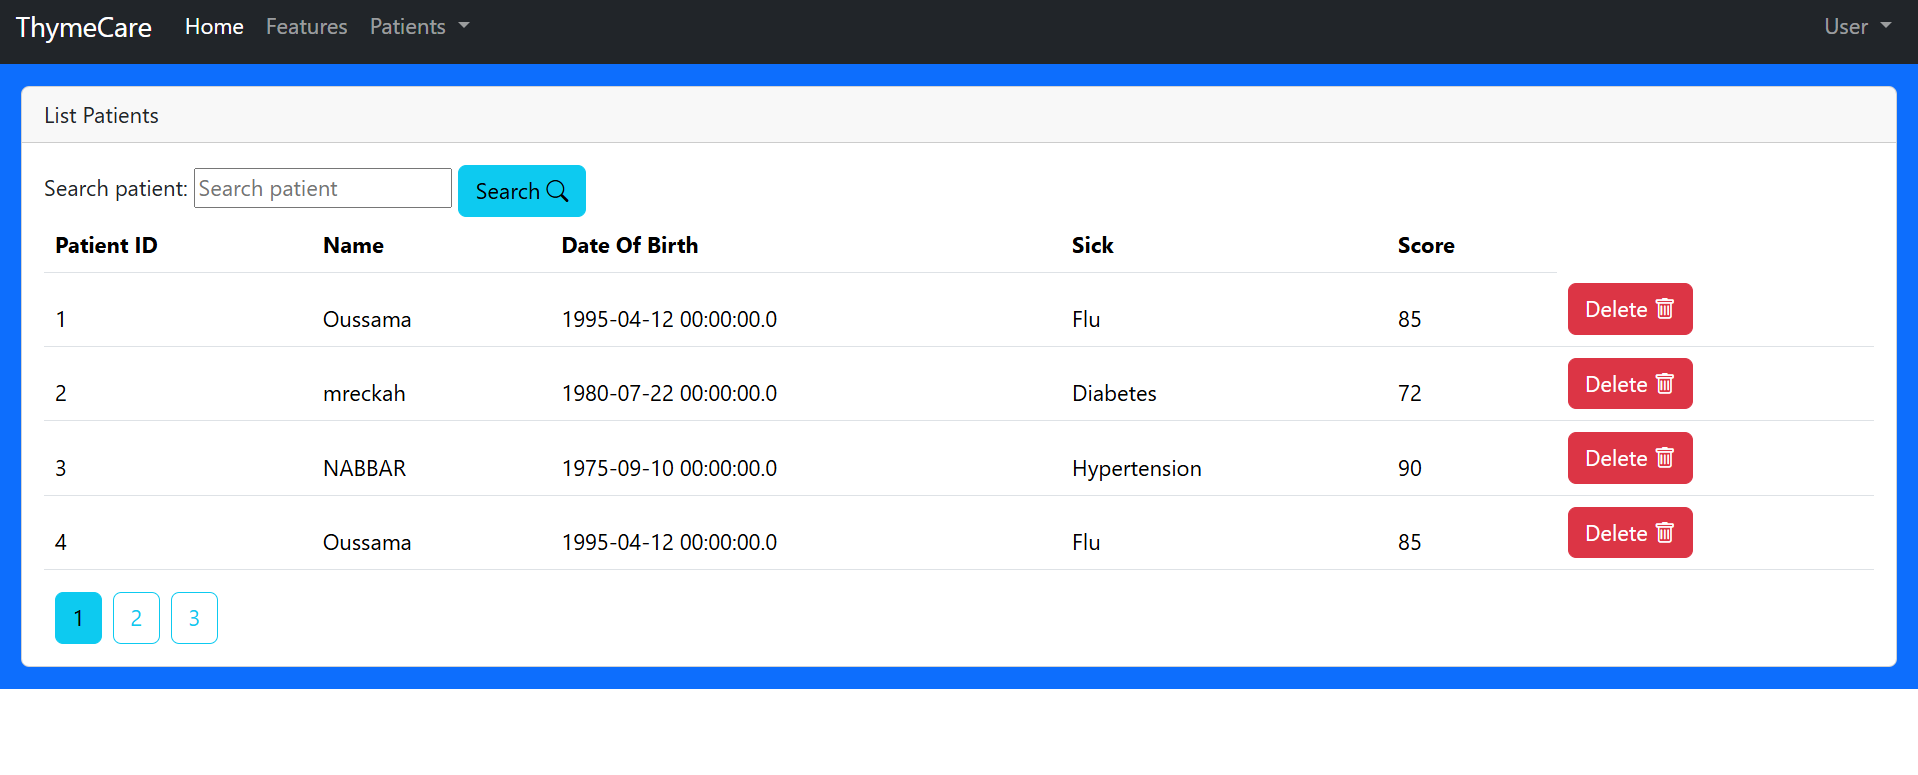 ThymeCare Home Features Patients User
List Patients
Search patient: Search patient Search
Patient ID Name Date Of Birth Sick Score
1 Oussama 1995-04-12 00:00:00.0 Flu 85 Delete
2 mreckah 1980-07-22 00:00:00.0 Diabetes 72 Delete
3 NABBAR 1975-09-10 00:00:00.0 Hypertension 90 Delete
4 Oussama 1995-04-12 00:00:00.0 Flu 85 Delete
1 2 3